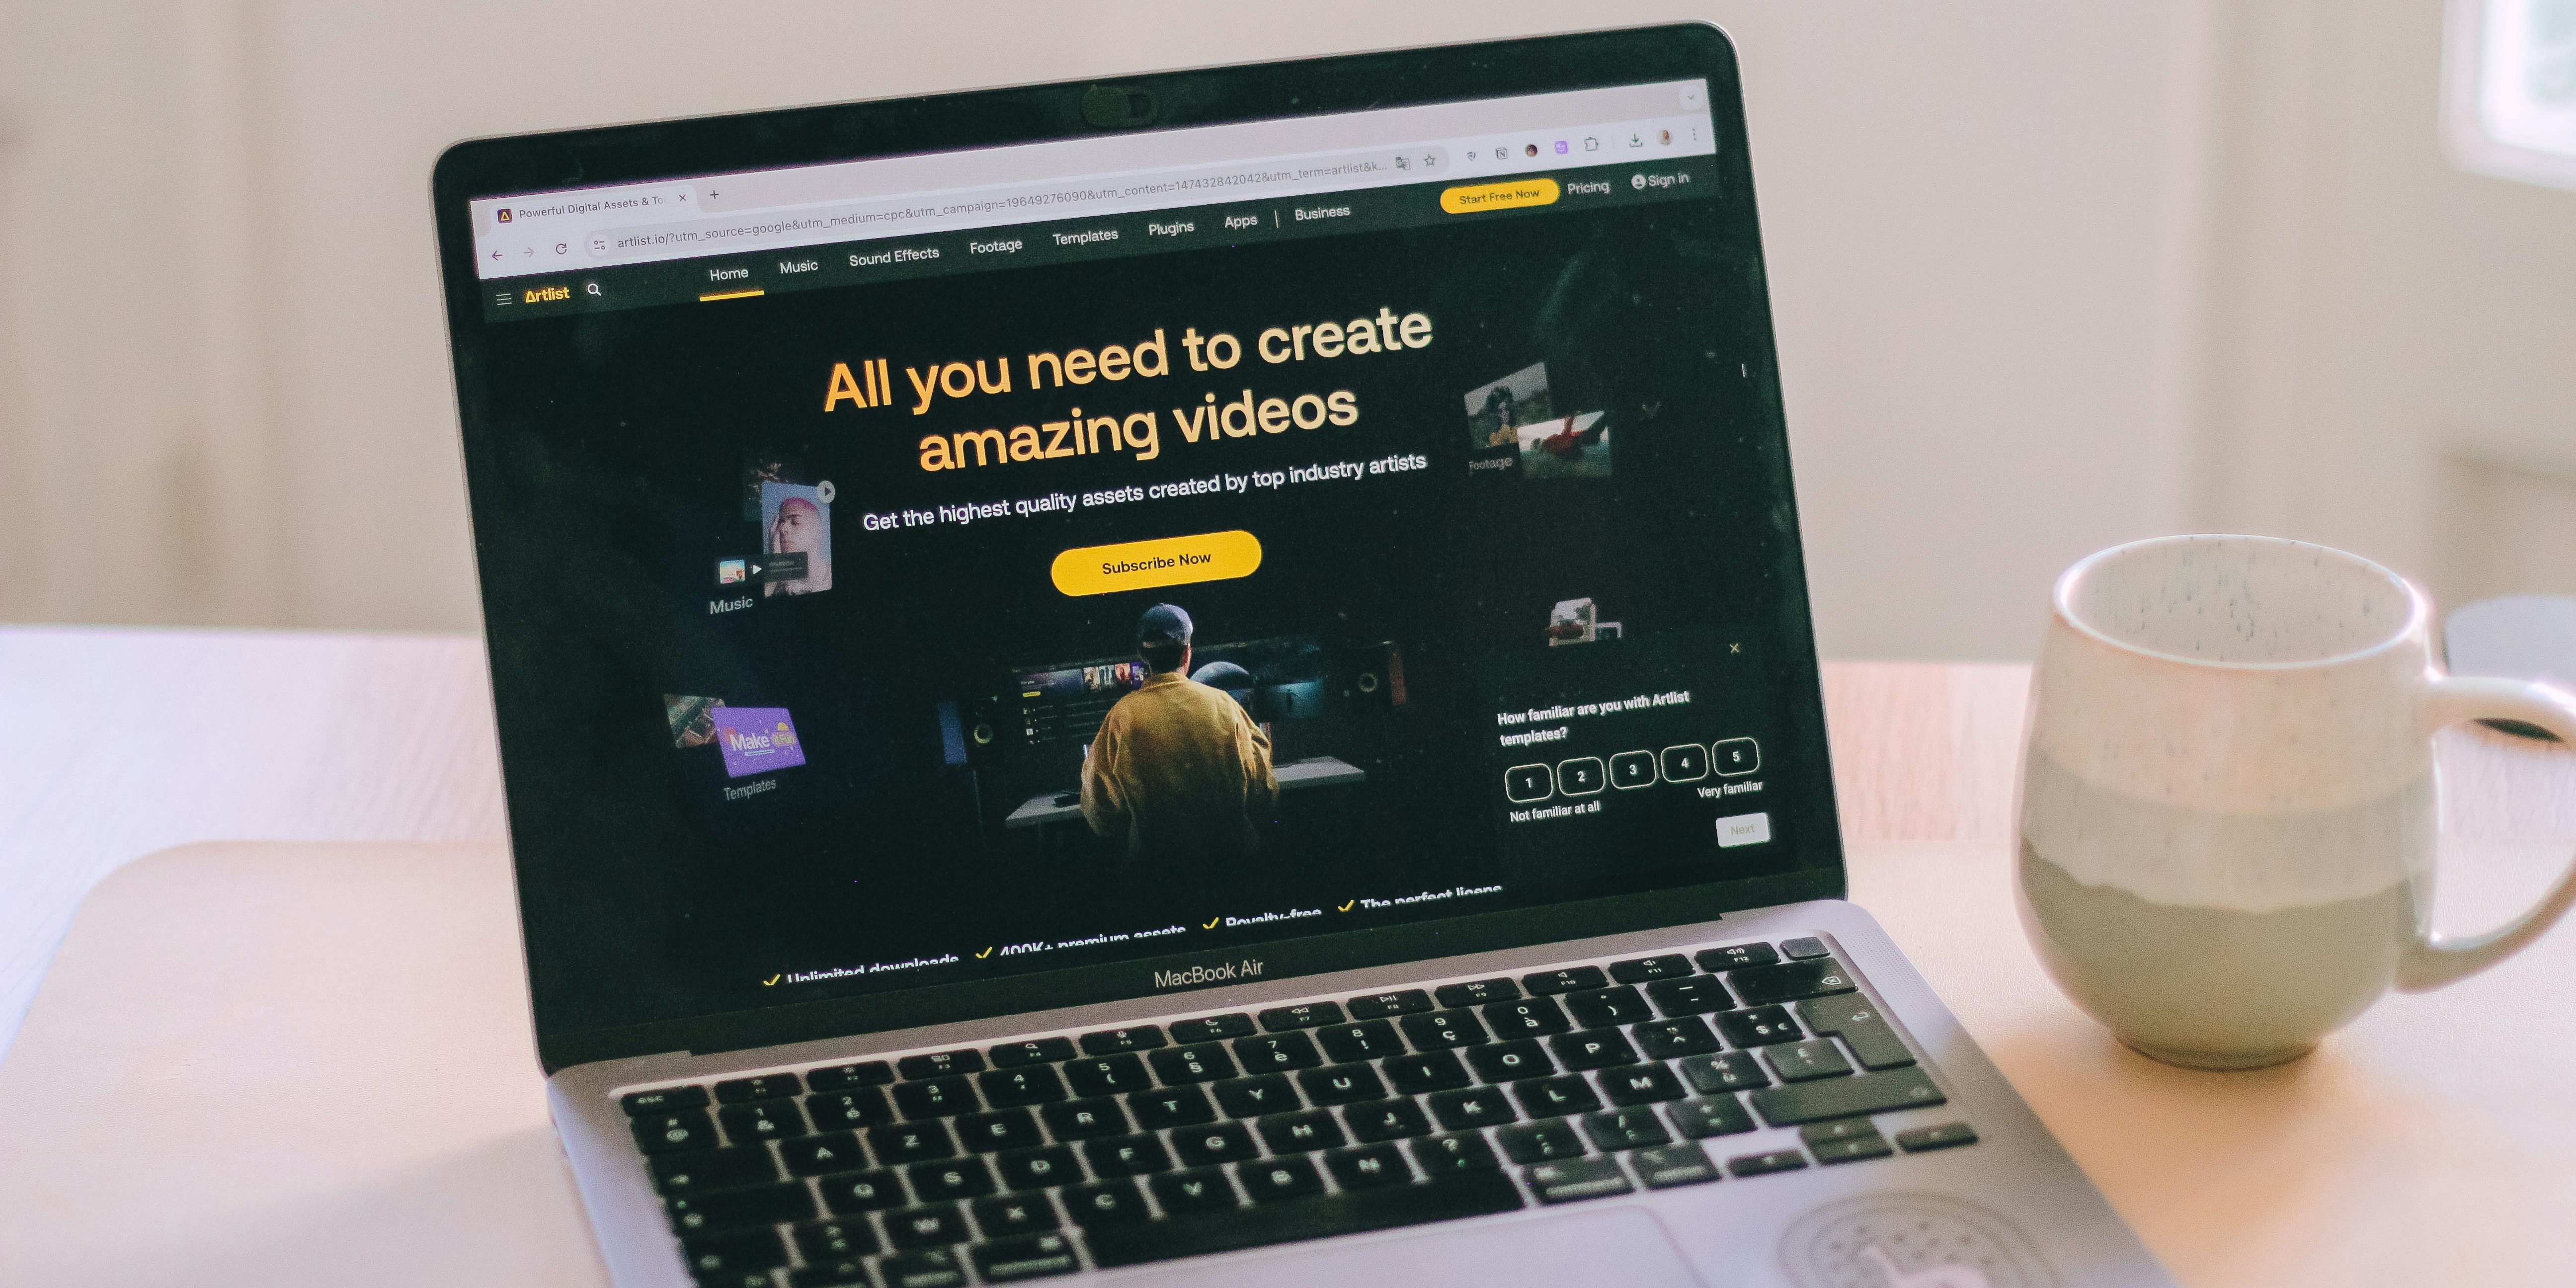 Powerful Digital Assets & To
artlist.io/?utm_source=google&utm_medium=cpc&utm_campaign=19649276090&utm_content=147432842042&utm_term=artlist&k...
Artlist
Home
Music
Sound Effects
Footage
Templates
Plugins
Apps
Business
Start Free Now
Pricing
Sign in
All you need to create
amazing videos
Get the highest quality assets created by top industry artists
Subscribe Now
Music
Footage
Make
Templates
How familiar are you with Artlist
templates?
1 2 3 4 5
Not familiar at all
Very familiar
Next
Unlimited downloads
400K+ premium assets
Royalty-free
The perfect licens
MacBook Air
esc
A Z E R T Y U I O P
Q S D F G H J K L M
W X C V B N ?
command
option